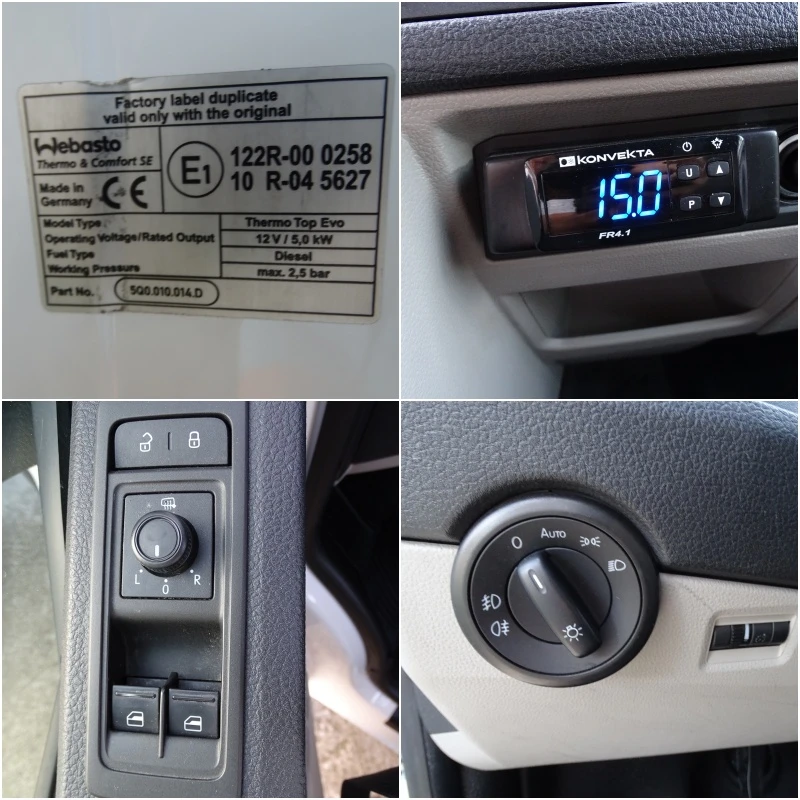 Factory label duplicate
valid only with the original
Webasto
Thermo & Comfort SE
Made in
Germany
CE
E1
122R-00 0258
10 R-04 5627
Model Type
Thermo Top Evo
Operating Voltage/Rated Output
12 V / 5,0 kW
Fuel Type
Diesel
Working Pressure
max. 2,5 bar
Part No.
5Q0.010.014.D
KONVEKTA
15.0
U
P
FR4.1
L
0
R
0
AUTO